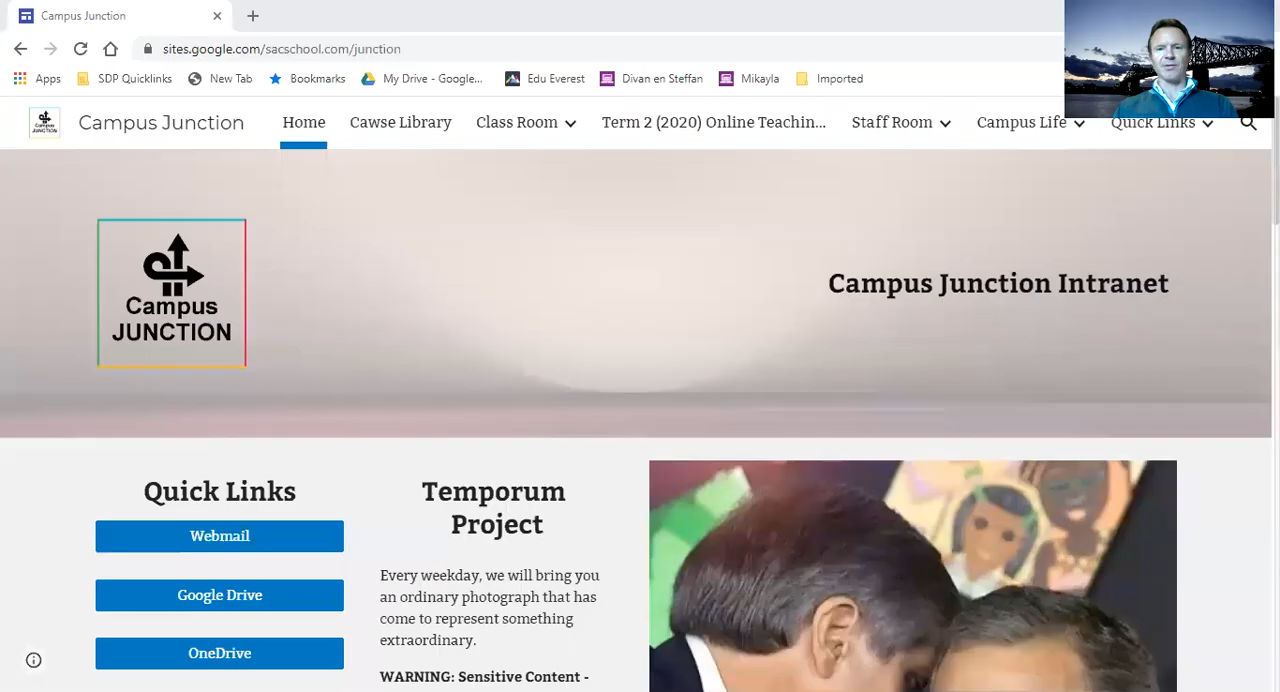 Campus Junction
sites.google.com/sacschool.com/junction
Apps SDP Quicklinks New Tab Bookmarks My Drive - Google... Edu Everest Divan en Steffan Mikayla Imported
Campus JUNCTION
Campus Junction Home Cawse Library Class Room Term 2 (2020) Online Teachin... Staff Room Campus Life Quick Links
Campus
JUNCTION
Campus Junction Intranet
Quick Links
Webmail
Google Drive
OneDrive
Temporum
Project
Every weekday, we will bring you
an ordinary photograph that has
come to represent something
extraordinary.
WARNING: Sensitive Content -